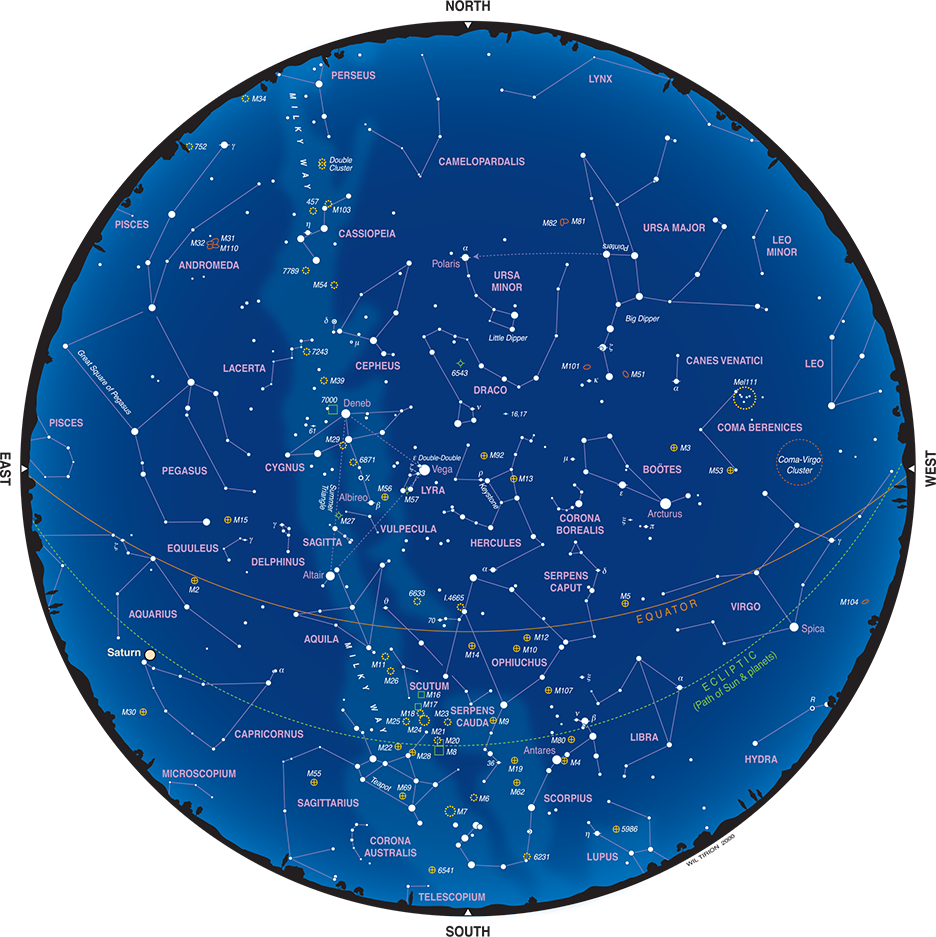 NORTH
PERSEUS
LYNX
M34
MILKY WAY
752
γ
Double
Cluster
CAMELOPARDALIS
457
M103
η
PISCES
CASSIOPEIA
M82
M81
URSA MAJOR
LEO
MINOR
M31
M32
M110
ANDROMEDA
α
Polaris
Pointers
7789
URSA
MINOR
M54
δ
μ
Little Dipper
Big Dipper
ζ
Great Square of Pegasus
7243
LACERTA
CEPHEUS
6543
DRACO
M101
κ
M51
CANES VENATICI
α
LEO
M39
Mel111
7000
Deneb
ν
16,17
PISCES
61
COMA BERENICES
M29
CYGNUS
6871
ε
Double-Double
Vega
ζ
M92
μ
M3
BOÖTES
M53
Coma-Virgo
Cluster
EAST
WEST
PEGASUS
χ
Summer
Triangle
Albireo
β
M56
M57
LYRA
ρ
Keystone
M13
ε
Arcturus
M15
M27
VULPECULA
CORONA
BOREALIS
ξ
π
γ
γ
EQUULEUS
DELPHINUS
SAGITTA
HERCULES
γ
ζ
Altair
α
SERPENS
CAPUT
δ
M2
AQUARIUS
6633
I.4665
θ
70
M5
EQUATOR
VIRGO
M104
Spica
AQUILA
M12
M10
M14
OPHIUCHUS
Saturn
MILKY WAY
M11
M26
ECLIPTIC
(Path of Sun & planets)
α
SCUTUM
M16
M17
M18
M24
M25
M23
M21
M20
M8
SERPENS
CAUDA
M9
M107
ν
β
α
R
M30
CAPRICORNUS
M22
M28
36
Antares
M80
M4
M19
M62
LIBRA
HYDRA
MICROSCOPIUM
M55
SAGITTARIUS
Teapot
M69
M6
M7
SCORPIUS
η
5986
LUPUS
CORONA
AUSTRALIS
6541
6231
WIL TIRION 2000
TELESCOPIUM
SOUTH